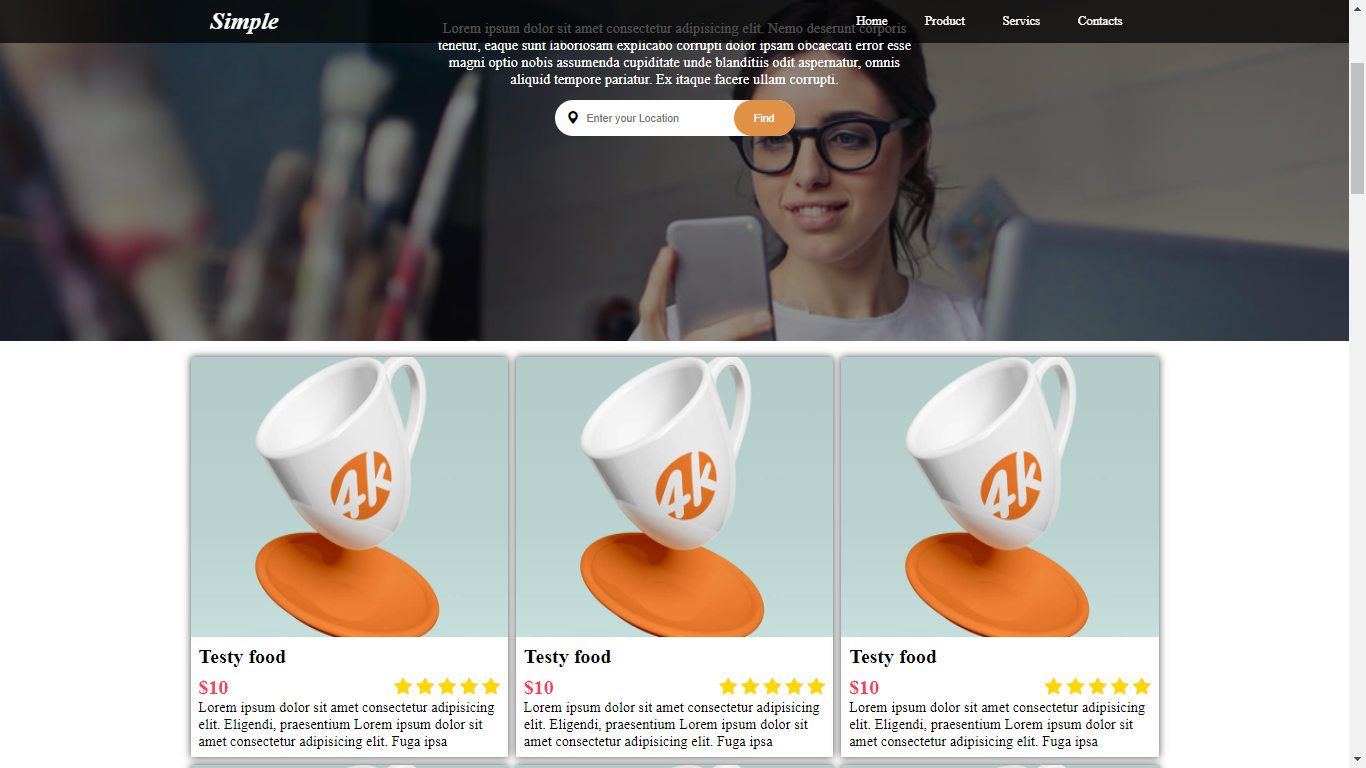 Simple
Home Product Servics Contacts
Lorem ipsum dolor sit amet consectetur adipisicing elit. Nemo deserunt corporis
tenetur, eaque sunt laboriosam explicabo corrupti dolor ipsam obcaecati error esse
magni optio nobis assumenda cupiditate unde blanditiis odit aspernatur, omnis
aliquid tempore pariatur. Ex itaque facere ullam corrupti.
Enter your Location Find
4k
4k
4k
Testy food
$10
Lorem ipsum dolor sit amet consectetur adipisicing
elit. Eligendi, praesentium Lorem ipsum dolor sit
amet consectetur adipisicing elit. Fuga ipsa
Testy food
$10
Lorem ipsum dolor sit amet consectetur adipisicing
elit. Eligendi, praesentium Lorem ipsum dolor sit
amet consectetur adipisicing elit. Fuga ipsa
Testy food
$10
Lorem ipsum dolor sit amet consectetur adipisicing
elit. Eligendi, praesentium Lorem ipsum dolor sit
amet consectetur adipisicing elit. Fuga ipsa